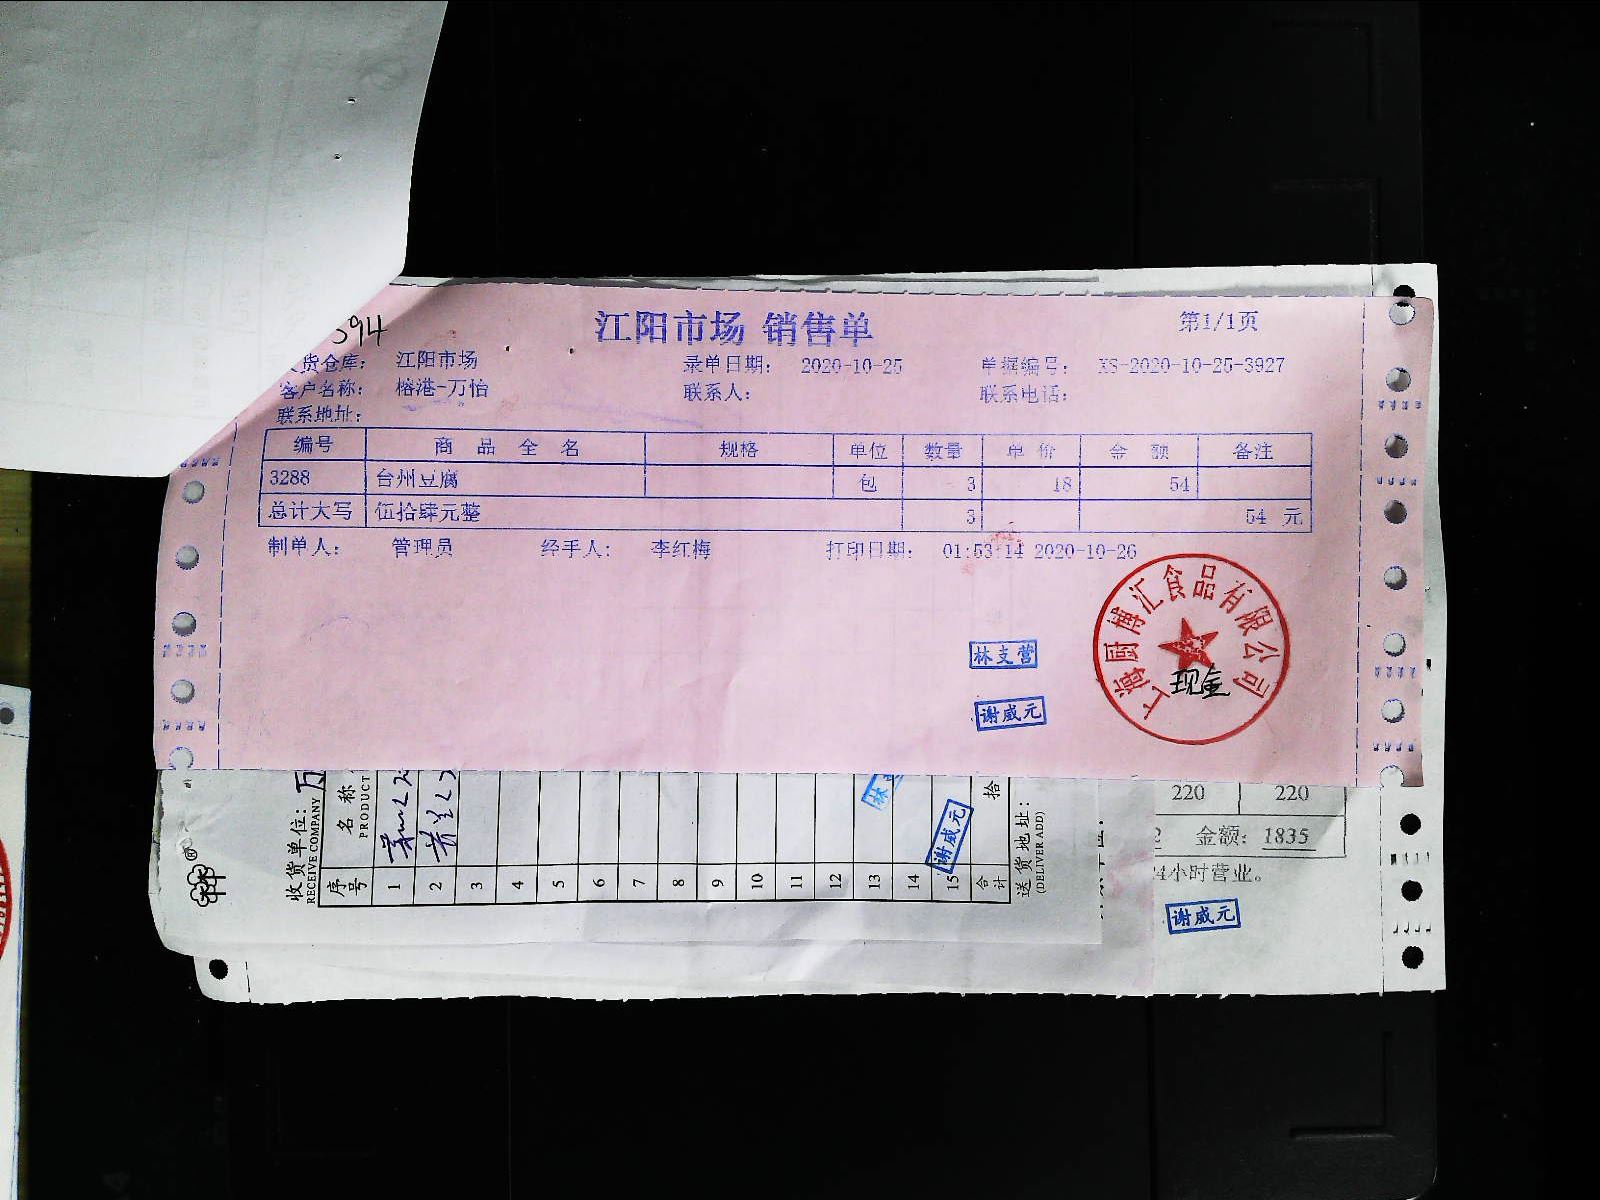 594
江阳市场 销售单
第1/1页
货仓库： 江阳市场 录单日期： 2020-10-25 单据编号： XS-2020-10-25-3927
客户名称： 榕港-万怡 联系人： 联系电话：
联系地址：
编号 商品全名 规格 单位 数量 单价 金额 备注
3288 台州豆腐 包 3 18 54
总计大写 伍拾肆元整 3 54 元
制单人： 管理员 经手人： 李红梅 打印日期： 01:53:14 2020-10-26
上海厨博汇食品有限公司
现金
林支营
谢威元
收货单位：万
RECEIVE COMPANY
序号
名称
PRODUCT
1
2
3
4
5
6
7
8
9
10
11
12
13
14
15
合计
拾
送货地址：
(DELIVER ADD)
谢威元
220 220
金额：1835
24小时营业。
谢威元